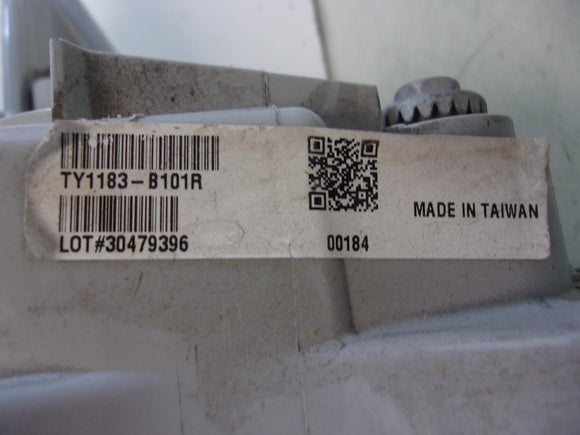 TY1183-B101R
LOT#30479396
00184
MADE IN TAIWAN